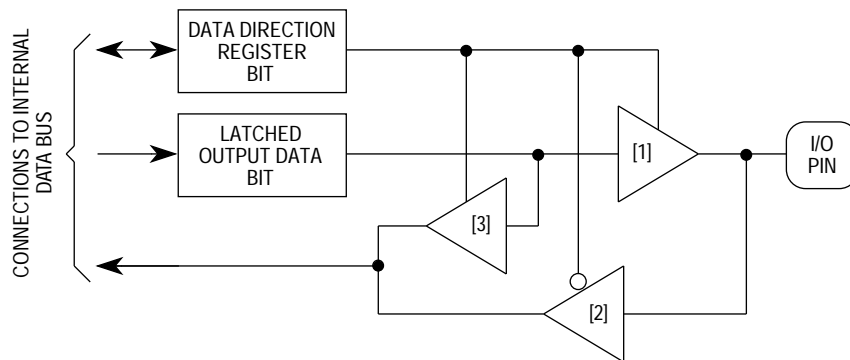 CONNECTIONS TO INTERNAL
DATA BUS
DATA DIRECTION
REGISTER
BIT
LATCHED
OUTPUT DATA
BIT
[1]
I/O
PIN
[3]
[2]